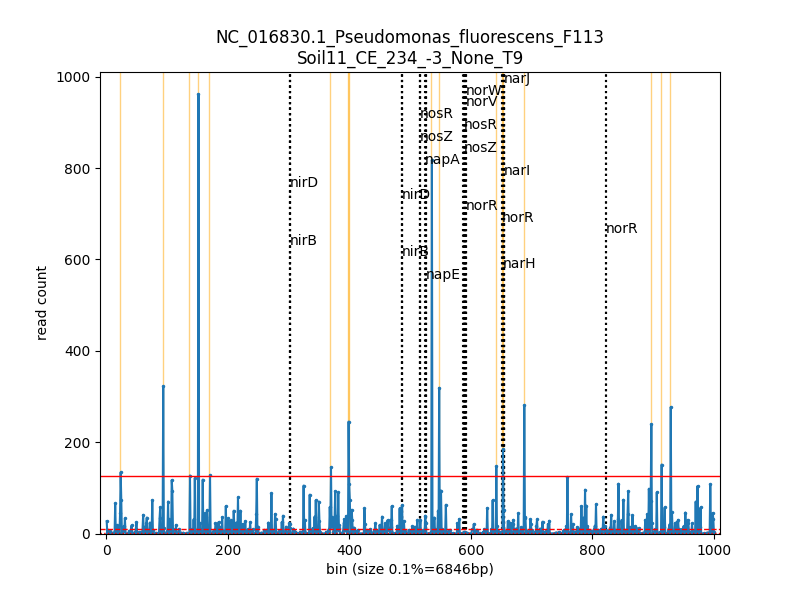 NC_016830.1_Pseudomonas_fluorescens_F113
Soil11_CE_234_-3_None_T9
read count
1000
800
600
400
200
0
narJ
norW
norV
nosR
nosR
nosZ
nosZ
napA
narI
nirD
nirD
norR
norR
norR
nirB
nirB
narH
napE
0 200 400 600 800 1000
bin (size 0.1%=6846bp)